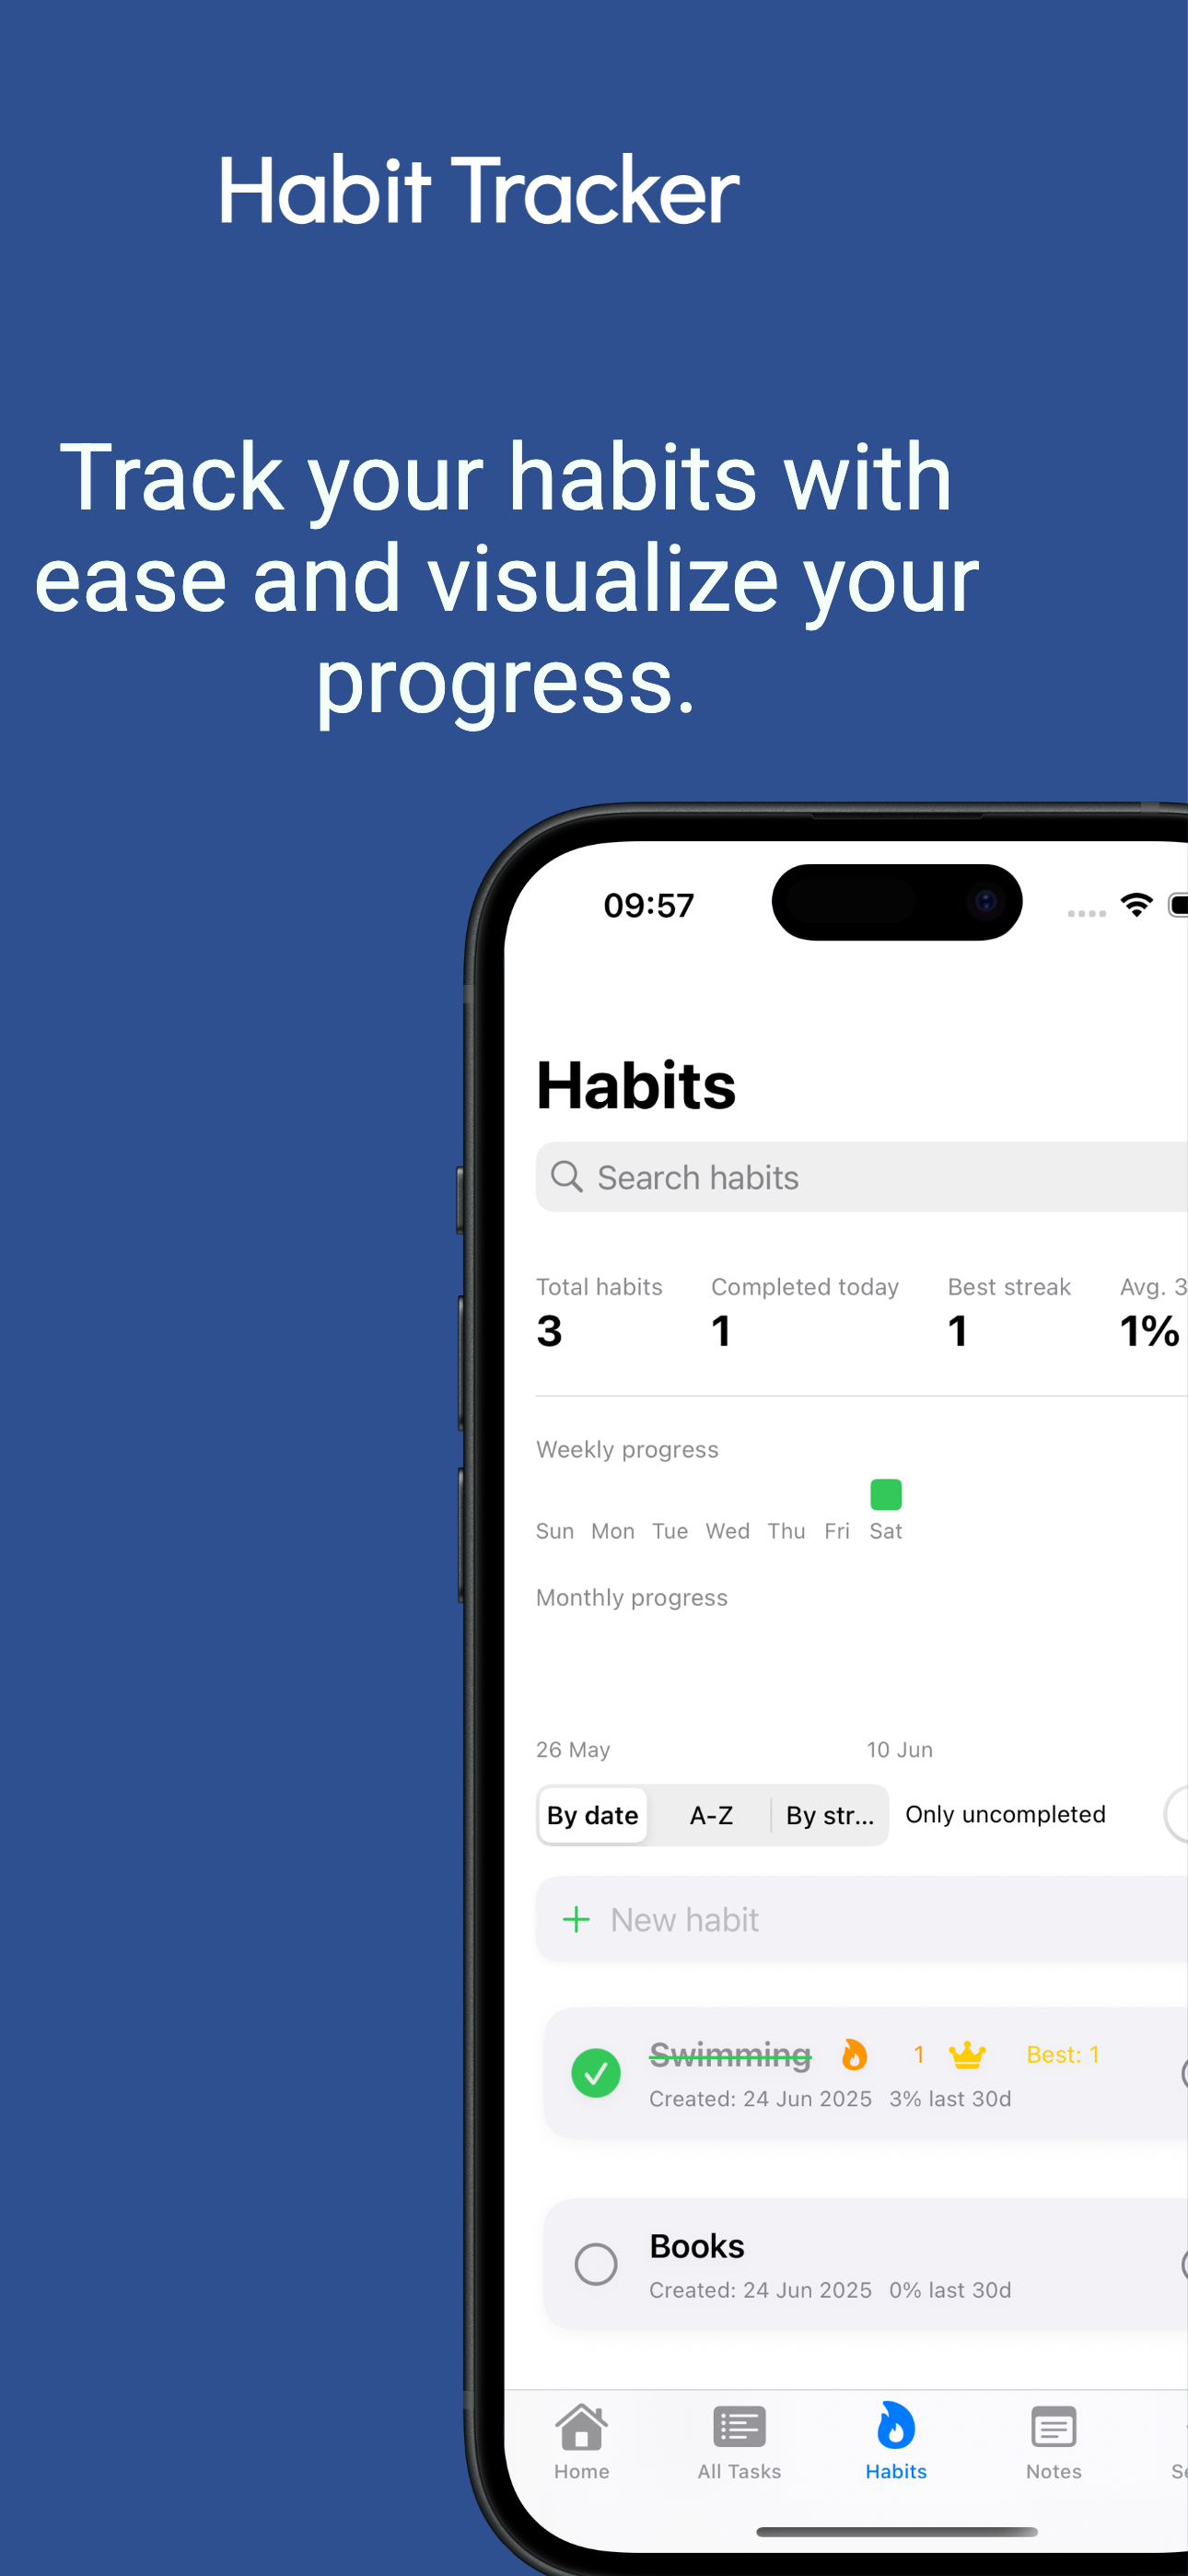 Habit Tracker
Track your habits with
ease and visualize your
progress.
09:57
Habits
Search habits
Total habits Completed today Best streak Avg. 3
3 1 1 1%
Weekly progress
Sun Mon Tue Wed Thu Fri Sat
Monthly progress
26 May 10 Jun
By date A-Z By str... Only uncompleted
+ New habit
Swimming 1 Best: 1
Created: 24 Jun 2025 3% last 30d
Books
Created: 24 Jun 2025 0% last 30d
Home All Tasks Habits Notes